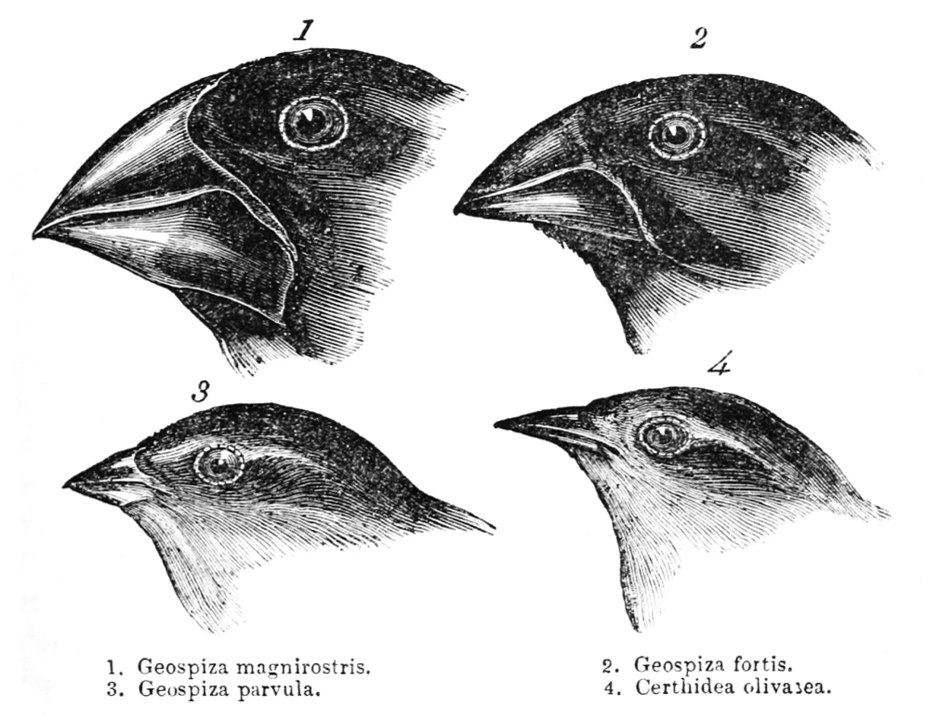 1
2
3
4
1. Geospiza magnirostris.
2. Geospiza fortis.
3. Geospiza parvula.
4. Certhidea olivasea.